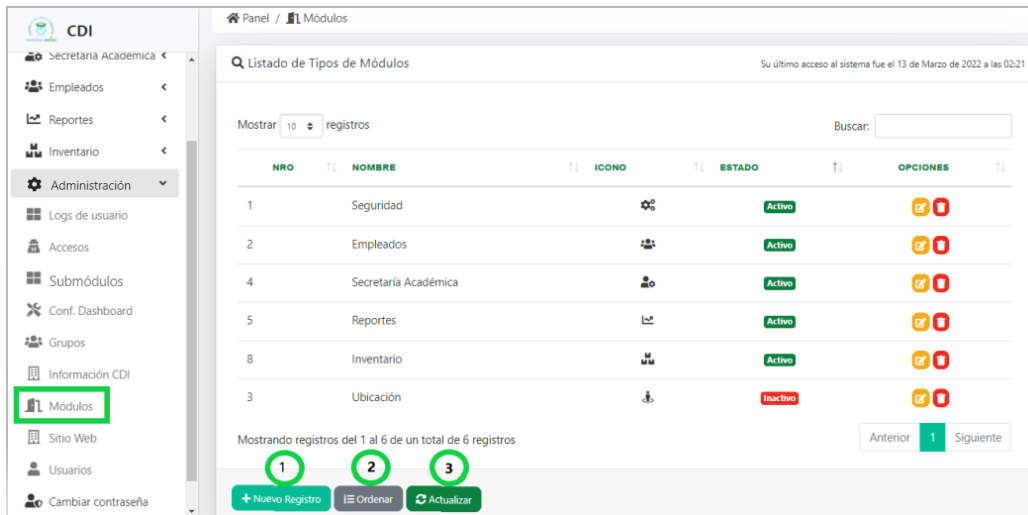 CDI
Panel / Módulos
Secretaría Académica
Empleados
Reportes
Inventario
Administración
Logs de usuario
Accesos
Submódulos
Conf. Dashboard
Grupos
Información CDI
Módulos
Sitio Web
Usuarios
Cambiar contraseña
Listado de Tipos de Módulos
Su último acceso al sistema fue el 13 de Marzo de 2022 a las 02:21
Mostrar 10 registros
Buscar:
NRO NOMBRE ICONO ESTADO OPCIONES
1 Seguridad Activo
2 Empleados Activo
4 Secretaría Académica Activo
5 Reportes Activo
8 Inventario Activo
3 Ubicación Inactivo
Mostrando registros del 1 al 6 de un total de 6 registros
Anterior 1 Siguiente
1 2 3
Nuevo Registro Ordenar Actualizar